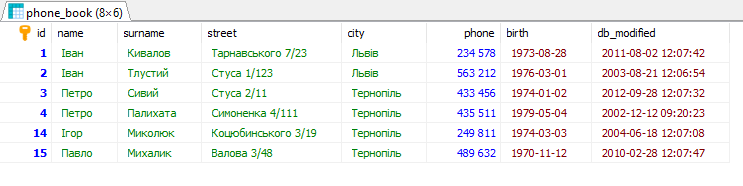 phone_book (8×6)
id name surname street city phone birth db_modified
1 Іван Кивалов Тарнавського 7/23 Львів 234 578 1973-08-28 2011-08-02 12:07:42
2 Іван Тлустий Стуса 1/123 Львів 563 212 1976-03-01 2003-08-21 12:06:54
3 Петро Сивий Стуса 2/11 Тернопіль 433 456 1974-01-02 2012-09-28 12:07:32
4 Петро Палихата Симоненка 4/111 Тернопіль 435 511 1979-05-04 2002-12-12 09:20:23
14 Ігор Миколюк Коцюбинського 3/19 Тернопіль 249 811 1974-03-03 2004-06-18 12:07:08
15 Павло Михалик Валова 3/48 Тернопіль 489 632 1970-11-12 2010-02-28 12:07:47